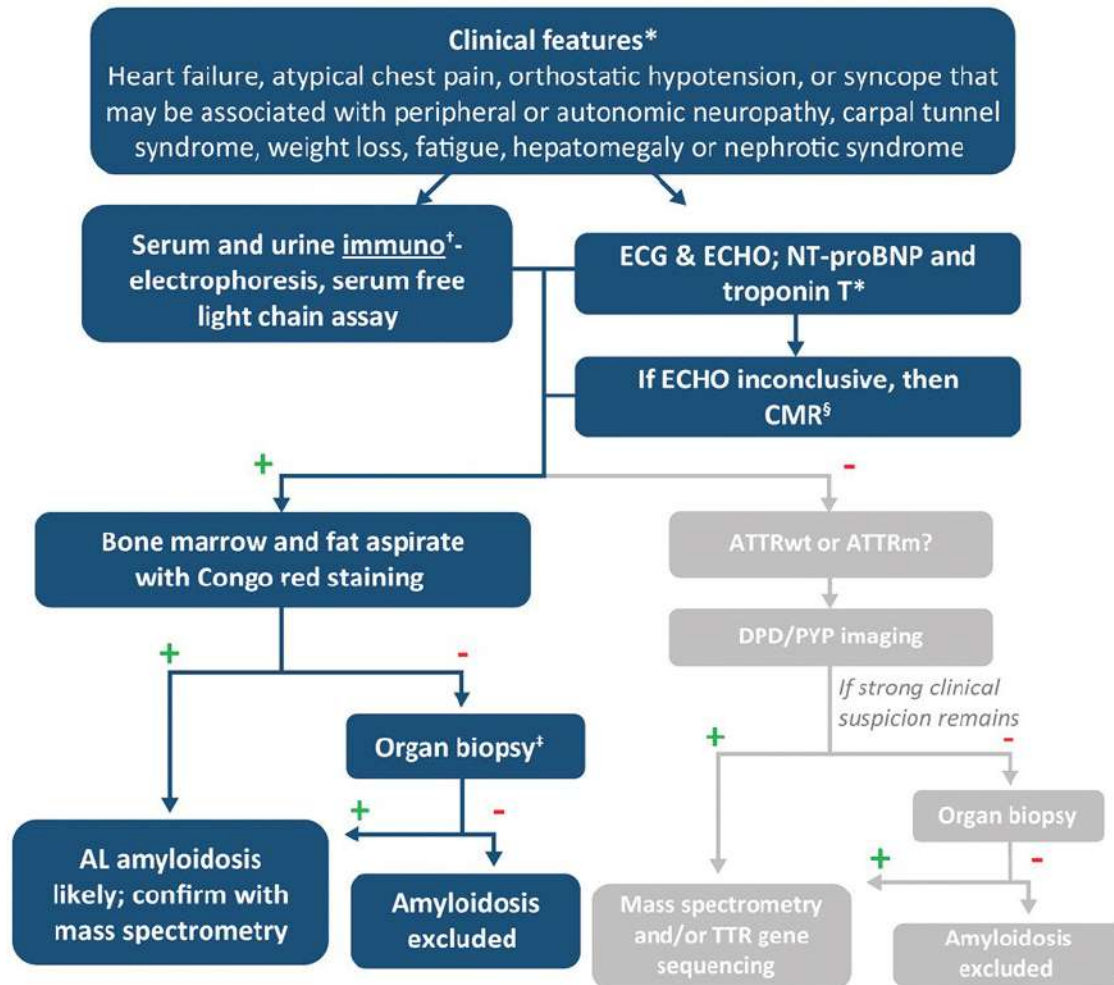 Clinical features*
Heart failure, atypical chest pain, orthostatic hypotension, or syncope that
may be associated with peripheral or autonomic neuropathy, carpal tunnel
syndrome, weight loss, fatigue, hepatomegaly or nephrotic syndrome
Serum and urine immuno†-
electrophoresis, serum free
light chain assay
ECG & ECHO; NT-proBNP and
troponin T*
If ECHO inconclusive, then
CMR§
+
-
Bone marrow and fat aspirate
with Congo red staining
ATTRwt or ATTRm?
DPD/PYP imaging
If strong clinical
suspicion remains
+
-
+
-
Organ biopsy‡
Organ biopsy
+
-
+
-
AL amyloidosis
likely; confirm with
mass spectrometry
Amyloidosis
excluded
Mass spectrometry
and/or TTR gene
sequencing
Amyloidosis
excluded